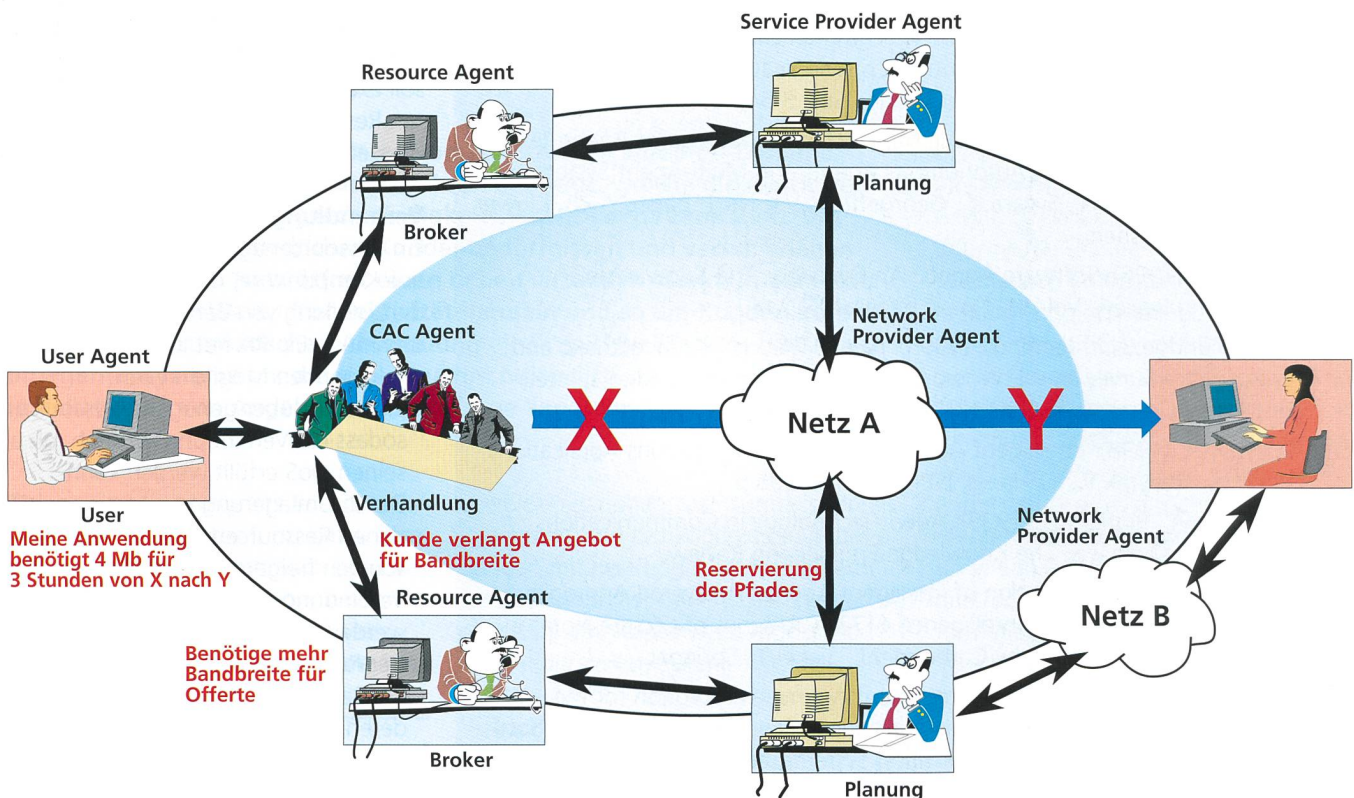 Service Provider Agent
Resource Agent
Planung
Broker
Network
Provider Agent
CAC Agent
User Agent
X
Netz A
Y
Verhandlung
User
Meine Anwendung
benötigt 4 Mb für
3 Stunden von X nach Y
Kunde verlangt Angebot
für Bandbreite
Network
Provider Agent
Reservierung
des Pfades
Resource Agent
Netz B
Benötige mehr
Bandbreite für
Offerte
Broker
Planung